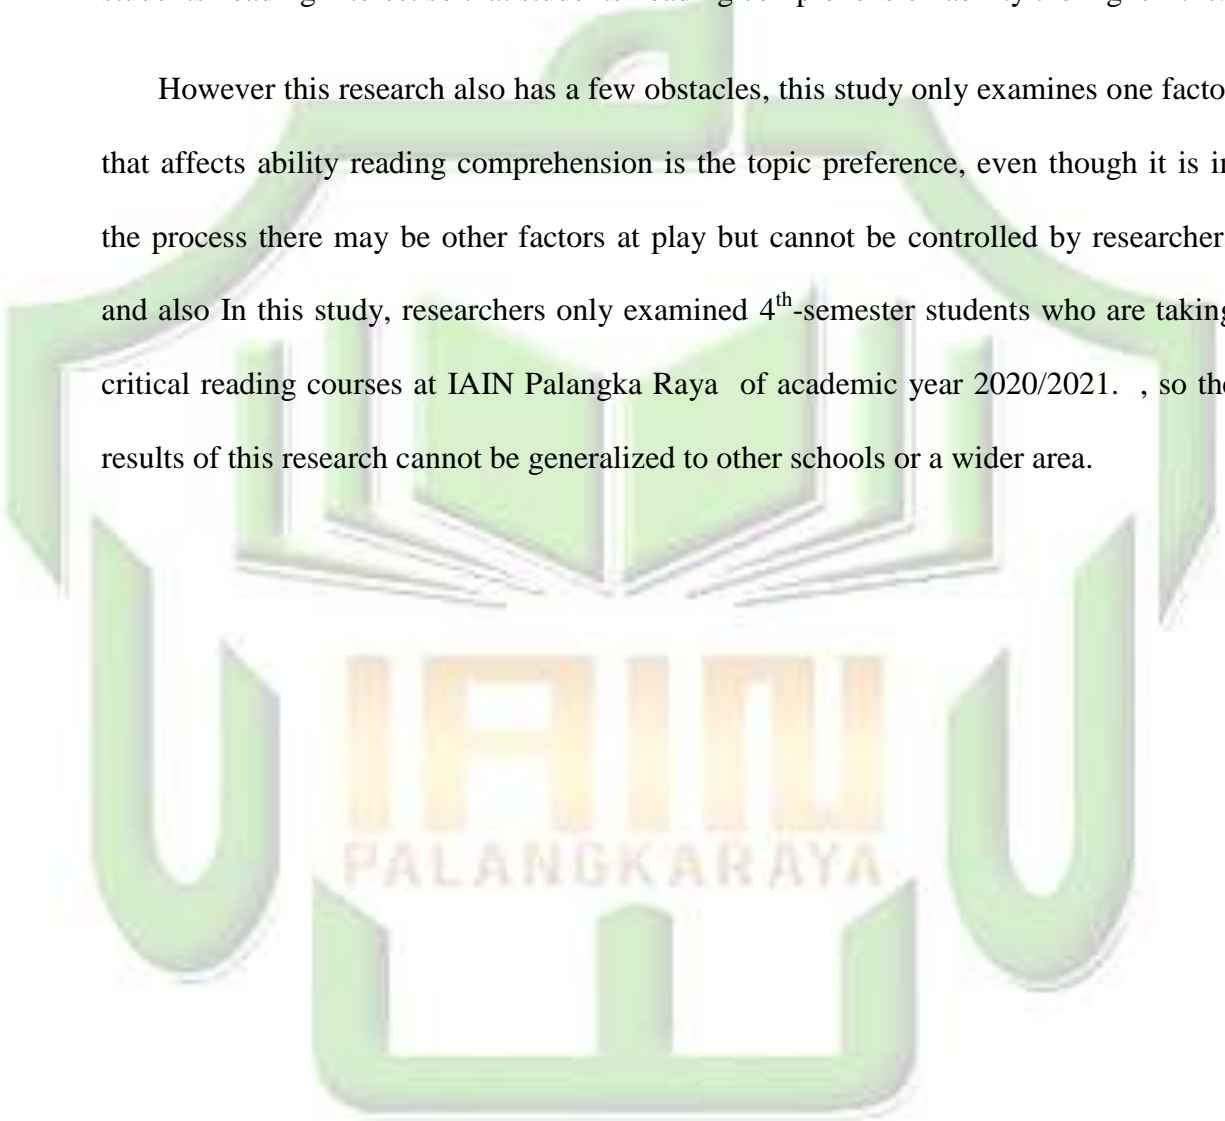 However this research also has a few obstacles, this study only examines one facto
that affects ability reading comprehension is the topic preference, even though it is in
the process there may be other factors at play but cannot be controlled by researcher
and also In this study, researchers only examined 4th-semester students who are taking
critical reading courses at IAIN Palangka Raya of academic year 2020/2021. , so the
results of this research cannot be generalized to other schools or a wider area.
IAIN
PALANGKARAYA